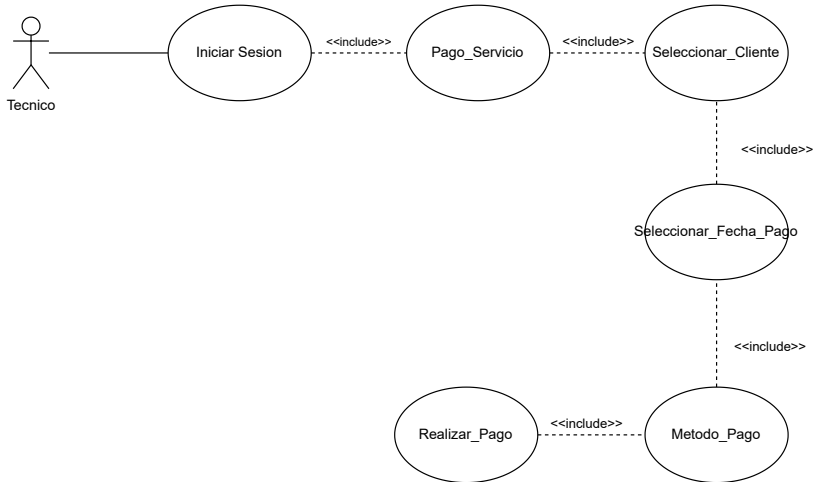 Tecnico
Iniciar Sesion
<<include>>
Pago_Servicio
<<include>>
Seleccionar_Cliente
<<include>>
Seleccionar_Fecha_Pago
<<include>>
Metodo_Pago
<<include>>
Realizar_Pago